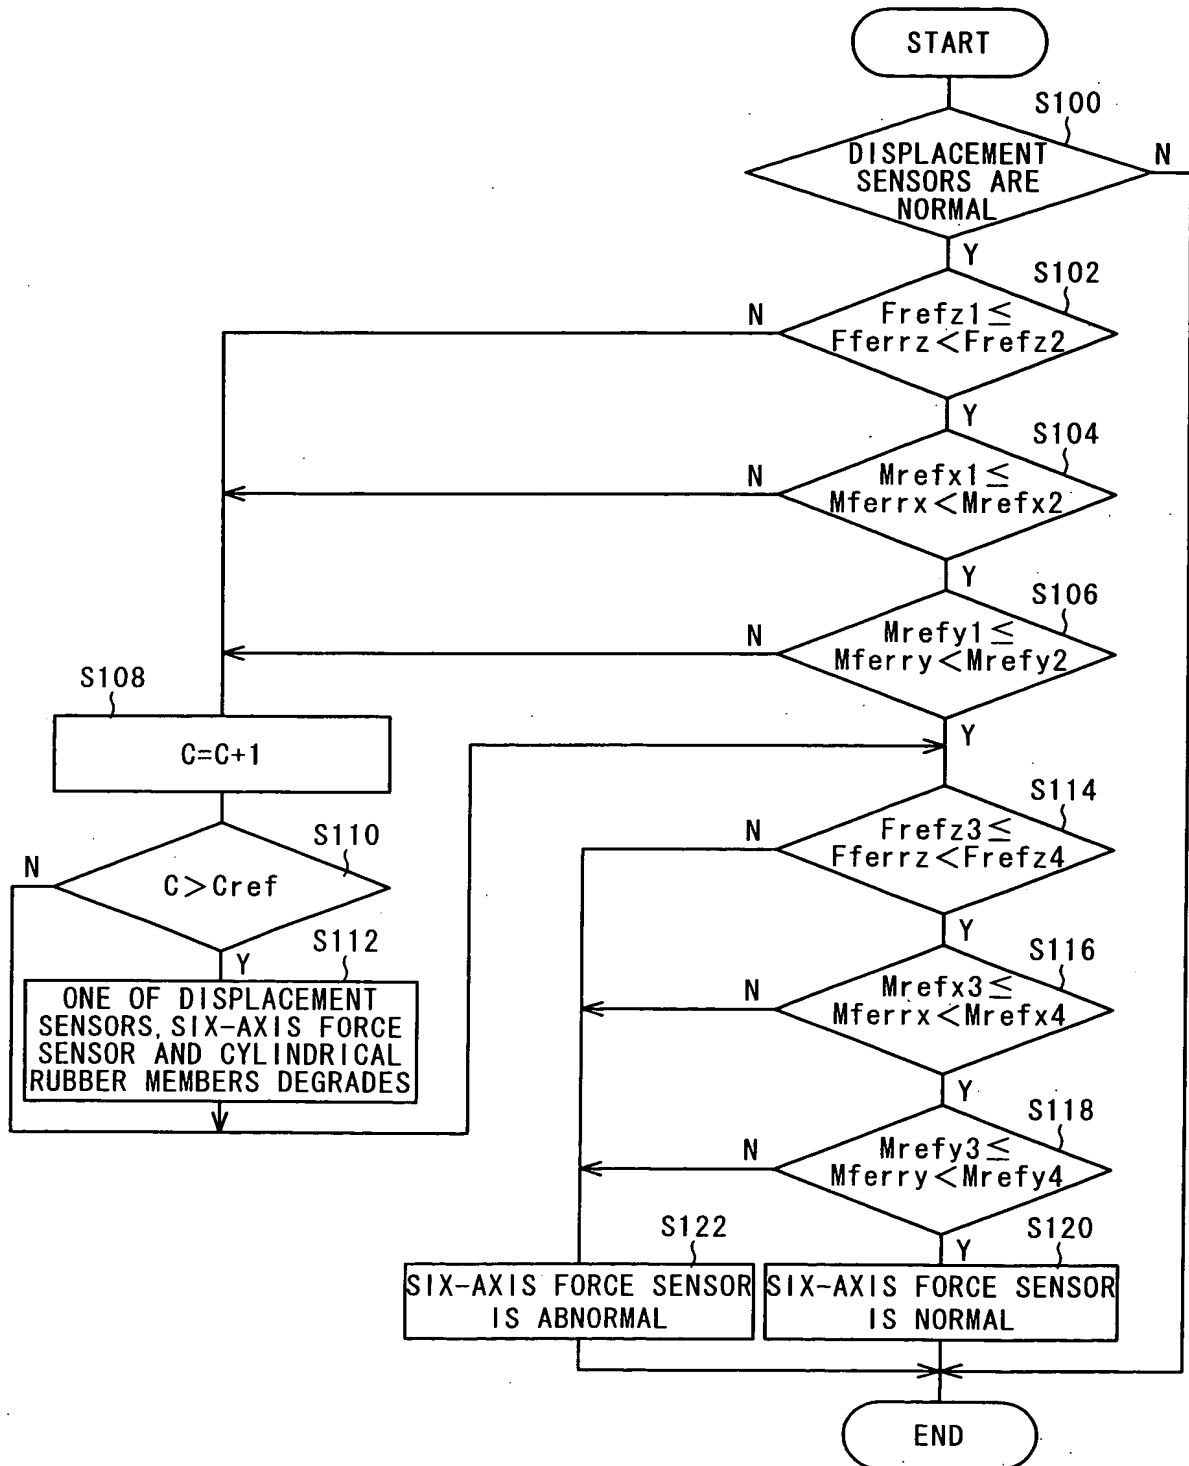 START
S100
DISPLACEMENT
SENSORS ARE
NORMAL
N
Y
S102
Frefz1≦
Fferrz<Frefz2
N
Y
S104
Mrefx1≦
Mferrx<Mrefx2
N
Y
S106
Mrefy1≦
Mferry<Mrefy2
N
Y
S108
C=C+1
S110
C>Cref
N
Y
S112
ONE OF DISPLACEMENT
SENSORS, SIX-AXIS FORCE
SENSOR AND CYLINDRICAL
RUBBER MEMBERS DEGRADES
S114
Frefz3≦
Fferrz<Frefz4
N
Y
S116
Mrefx3≦
Mferrx<Mrefx4
N
Y
S118
Mrefy3≦
Mferry<Mrefy4
N
Y
S122
SIX-AXIS FORCE SENSOR
IS ABNORMAL
S120
SIX-AXIS FORCE SENSOR
IS NORMAL
END